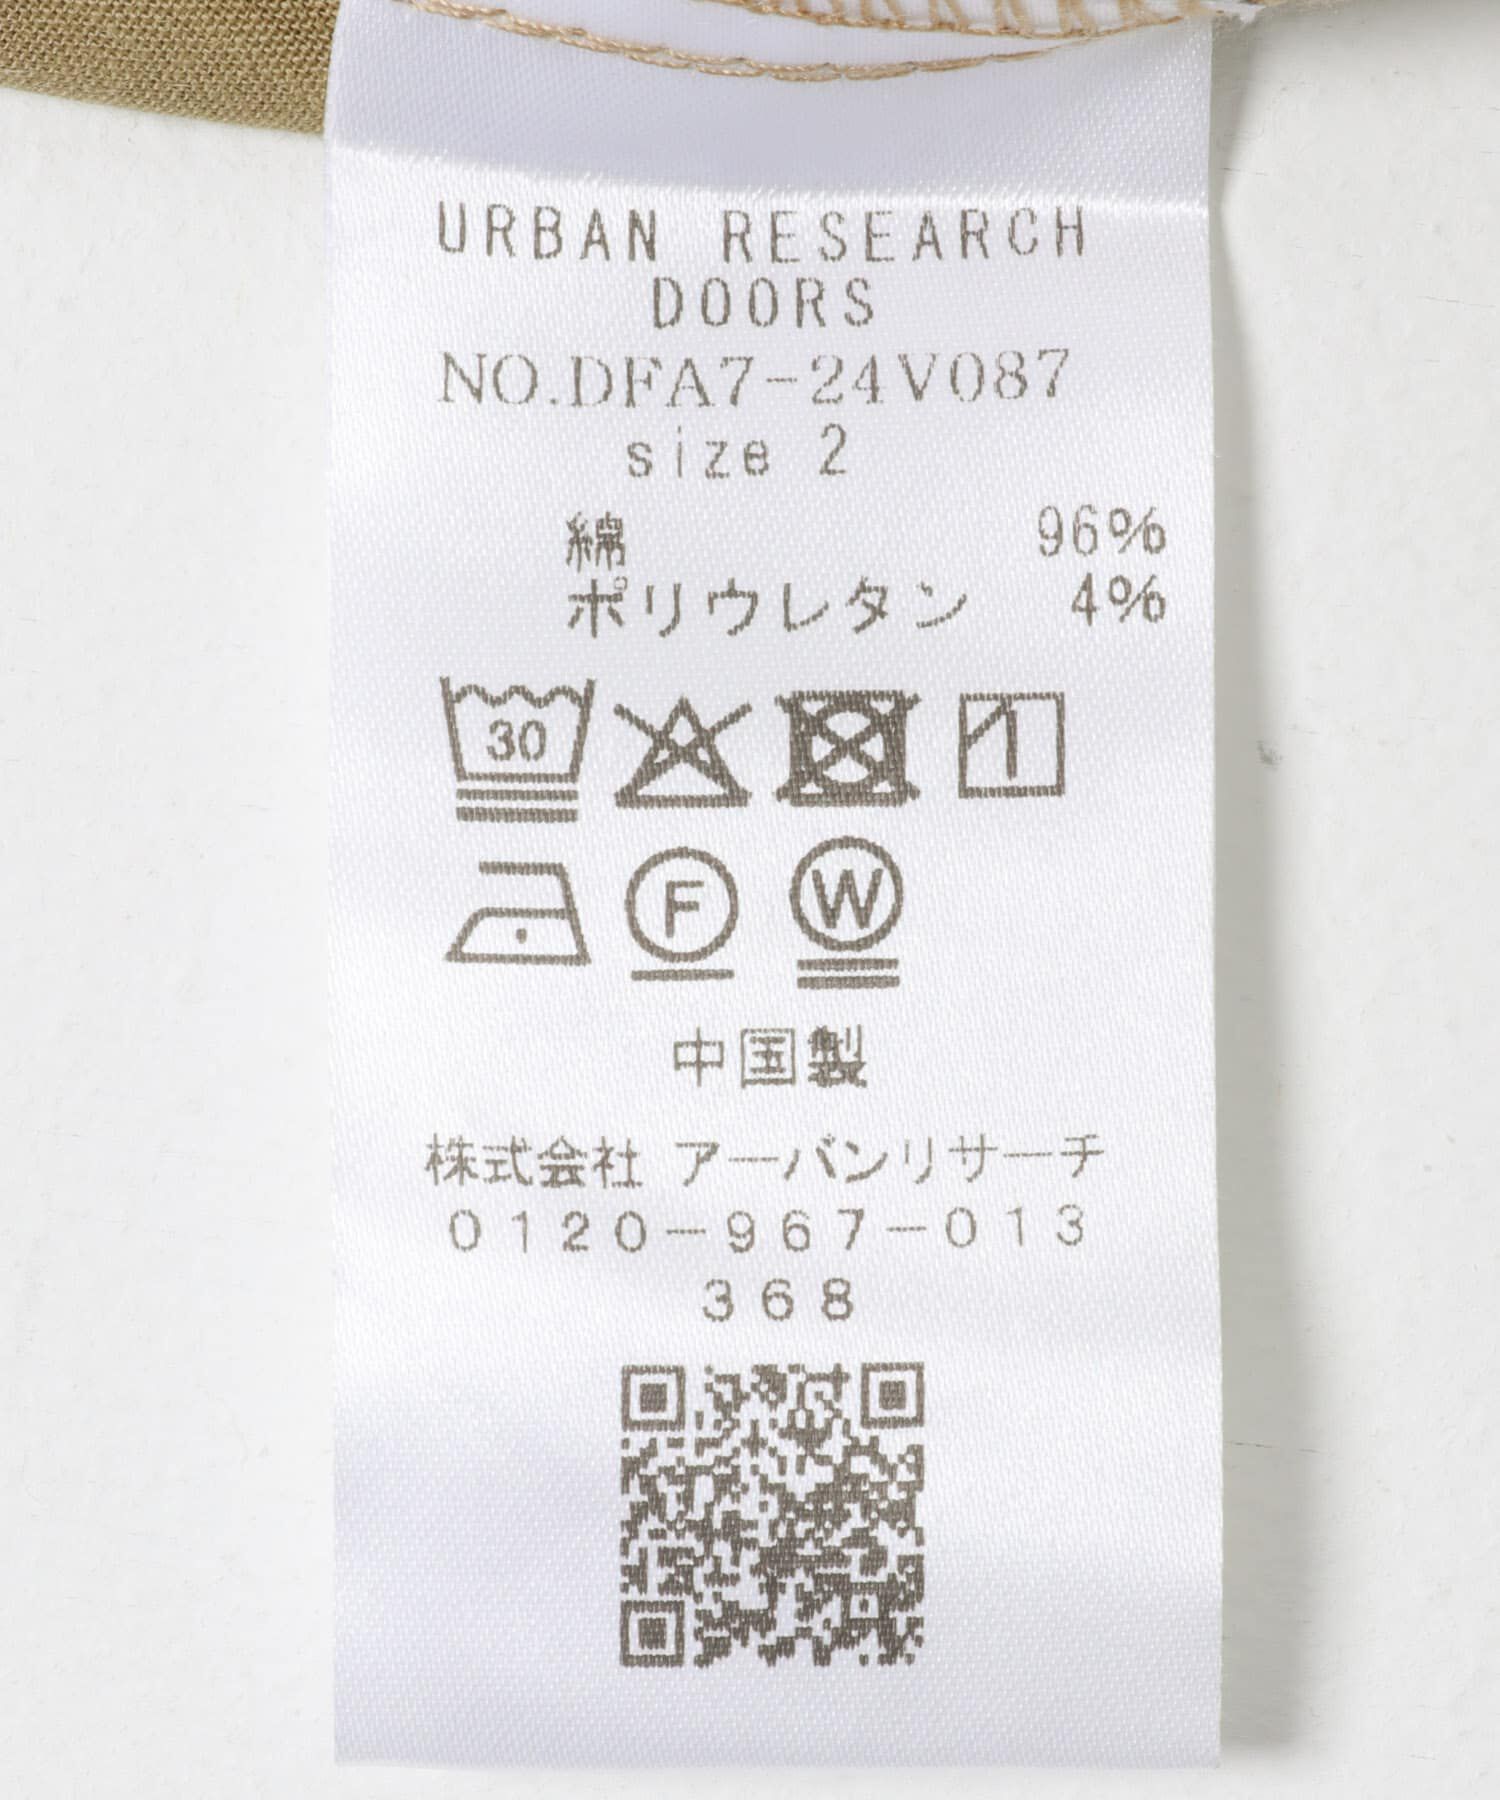 URBAN RESEARCH
DOORS
NO.DFA7-24V087
size 2
綿 96%
ポリウレタン 4%
30
F W
中国製
株式会社 アーバンリサーチ
0120-967-013
368